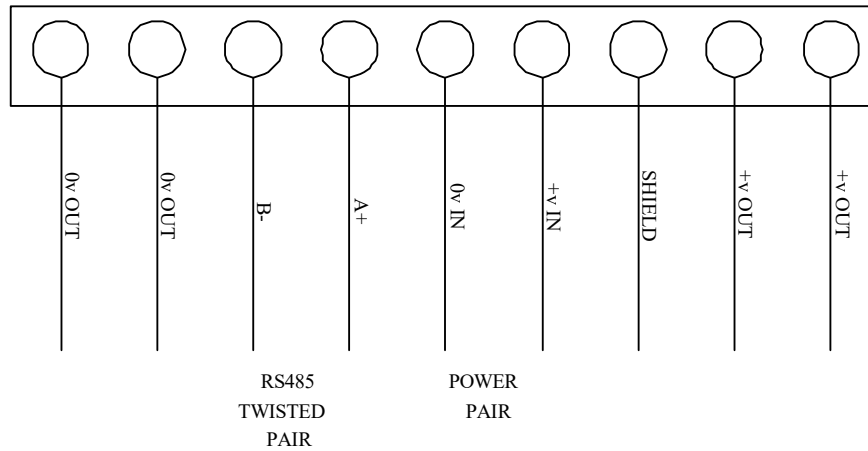 0v OUT
0v OUT
B-
A+
0v IN
+v IN
SHIELD
+v OUT
+v OUT
RS485
TWISTED
PAIR
POWER
PAIR